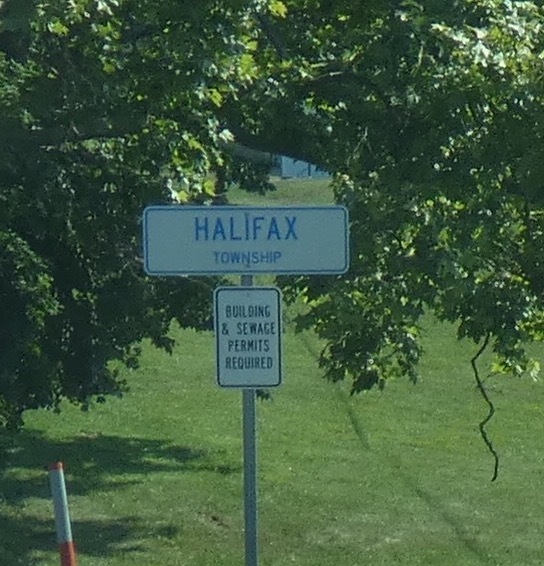 HALIFAX
TOWNSHIP
BUILDING
& SEWAGE
PERMITS
REQUIRED